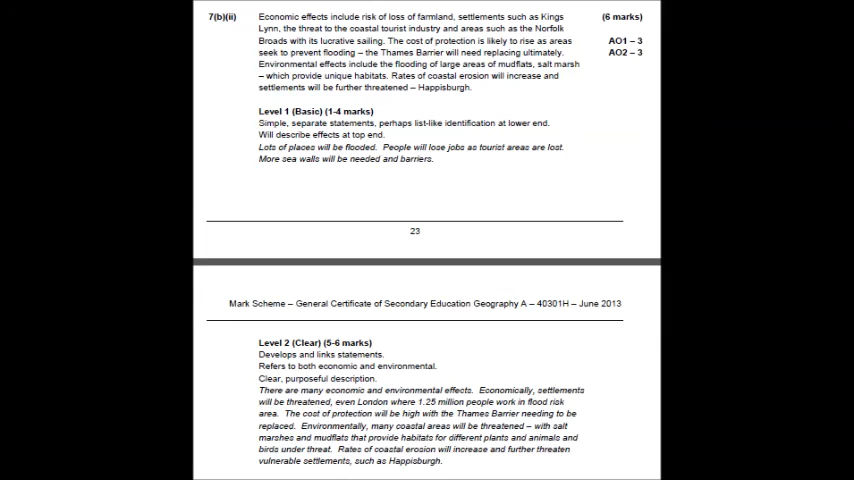 7(b)(ii) Economic effects include risk of loss of farmland, settlements such as Kings (6 marks)
Lynn, the threat to the coastal tourist industry and areas such as the Norfolk
Broads with its lucrative sailing. The cost of protection is likely to rise as areas AO1 – 3
seek to prevent flooding – the Thames Barrier will need replacing ultimately. AO2 – 3
Environmental effects include the flooding of large areas of mudflats, salt marsh
– which provide unique habitats. Rates of coastal erosion will increase and
settlements will be further threatened – Happisburgh.
Level 1 (Basic) (1-4 marks)
Simple, separate statements, perhaps list-like identification at lower end.
Will describe effects at top end.
Lots of places will be flooded. People will lose jobs as tourist areas are lost.
More sea walls will be needed and barriers.
23
Mark Scheme – General Certificate of Secondary Education Geography A – 40301H – June 2013
Level 2 (Clear) (5-6 marks)
Develops and links statements.
Refers to both economic and environmental.
Clear, purposeful description.
There are many economic and environmental effects. Economically, settlements
will be threatened, even London where 1.25 million people work in flood risk
area. The cost of protection will be high with the Thames Barrier needing to be
replaced. Environmentally, many coastal areas will be threatened – with salt
marshes and mudflats that provide habitats for different plants and animals and
birds under threat. Rates of coastal erosion will increase and further threaten
vulnerable settlements, such as Happisburgh.